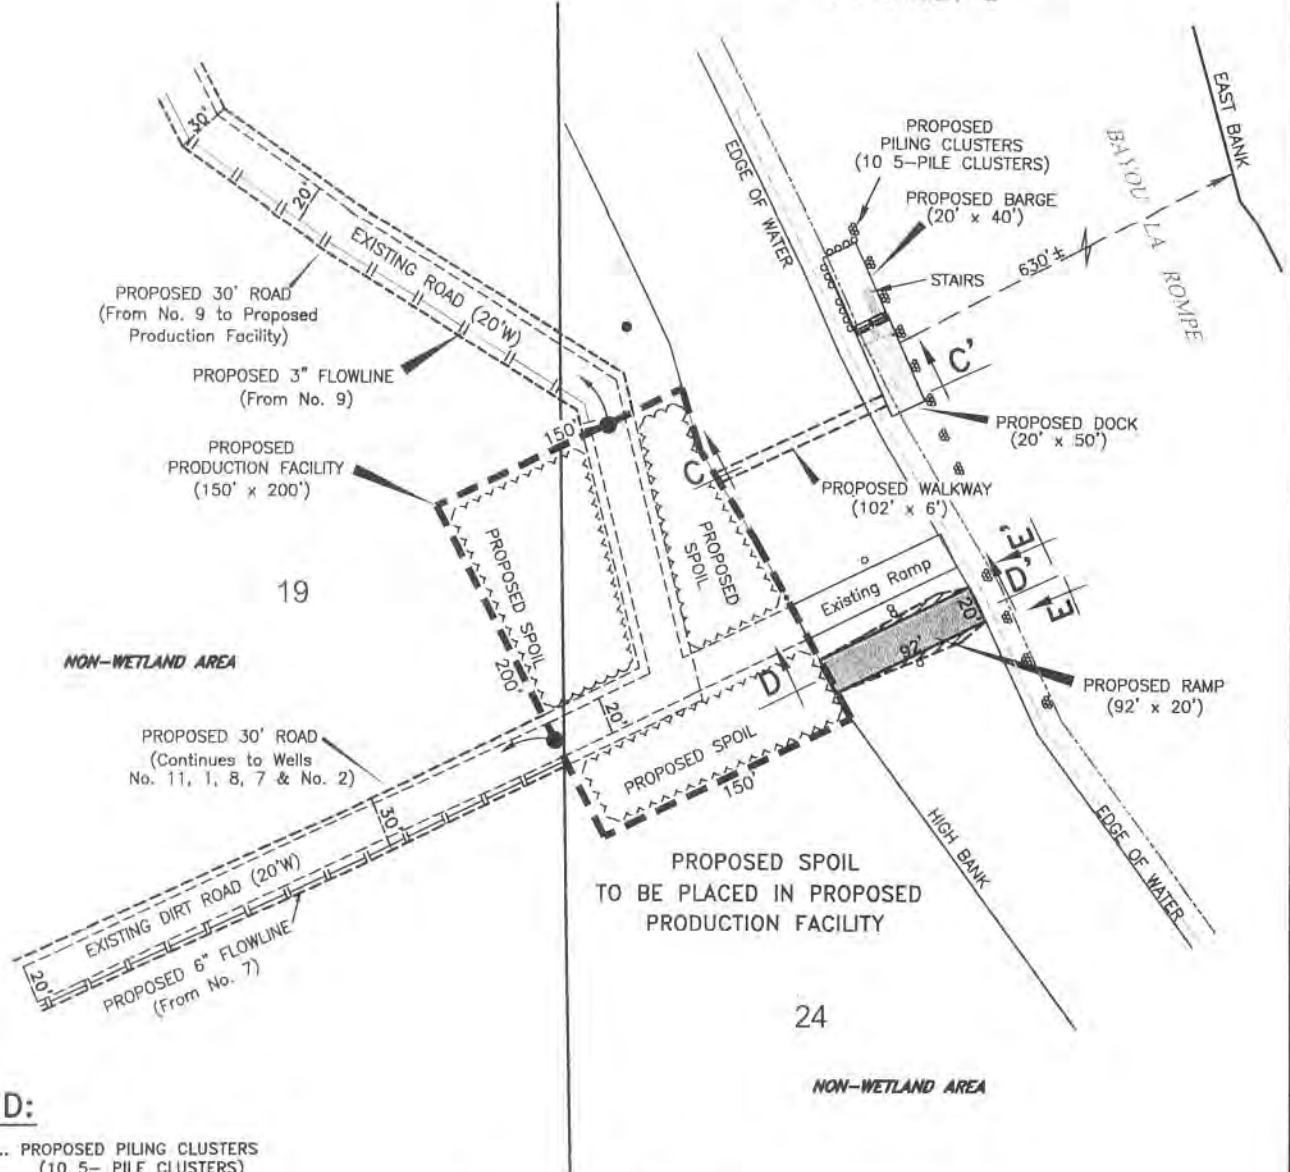 EAST BANK
BAYOU LA ROMPE
EDGE OF WATER
PROPOSED
PILING CLUSTERS
(10 5-PILE CLUSTERS)
PROPOSED BARGE
(20' x 40')
STAIRS
630'±
30'
20'
EXISTING ROAD (20'W)
PROPOSED 30' ROAD
(From No. 9 to Proposed
Production Facility)
PROPOSED 3" FLOWLINE
(From No. 9)
C'
PROPOSED DOCK
(20' x 50')
150'
PROPOSED
PRODUCTION FACILITY
(150' x 200')
C
PROPOSED WALKWAY
(102' x 6')
PROPOSED SPOIL
PROPOSED
SPOIL
E'
D'
E
Existing Ramp
20'
92'
19
NON-WETLAND AREA
200'
D
PROPOSED RAMP
(92' x 20')
20'
PROPOSED 30' ROAD
(Continues to Wells
No. 11, 1, 8, 7 & No. 2)
PROPOSED SPOIL
150'
30'
HIGH BANK
EDGE OF WATER
EXISTING DIRT ROAD (20'W)
20'
PROPOSED 6" FLOWLINE
(From No. 7)
PROPOSED SPOIL
TO BE PLACED IN PROPOSED
PRODUCTION FACILITY
24
NON-WETLAND AREA
D:
.. PROPOSED PILING CLUSTERS
(10 5- PILE CLUSTERS)